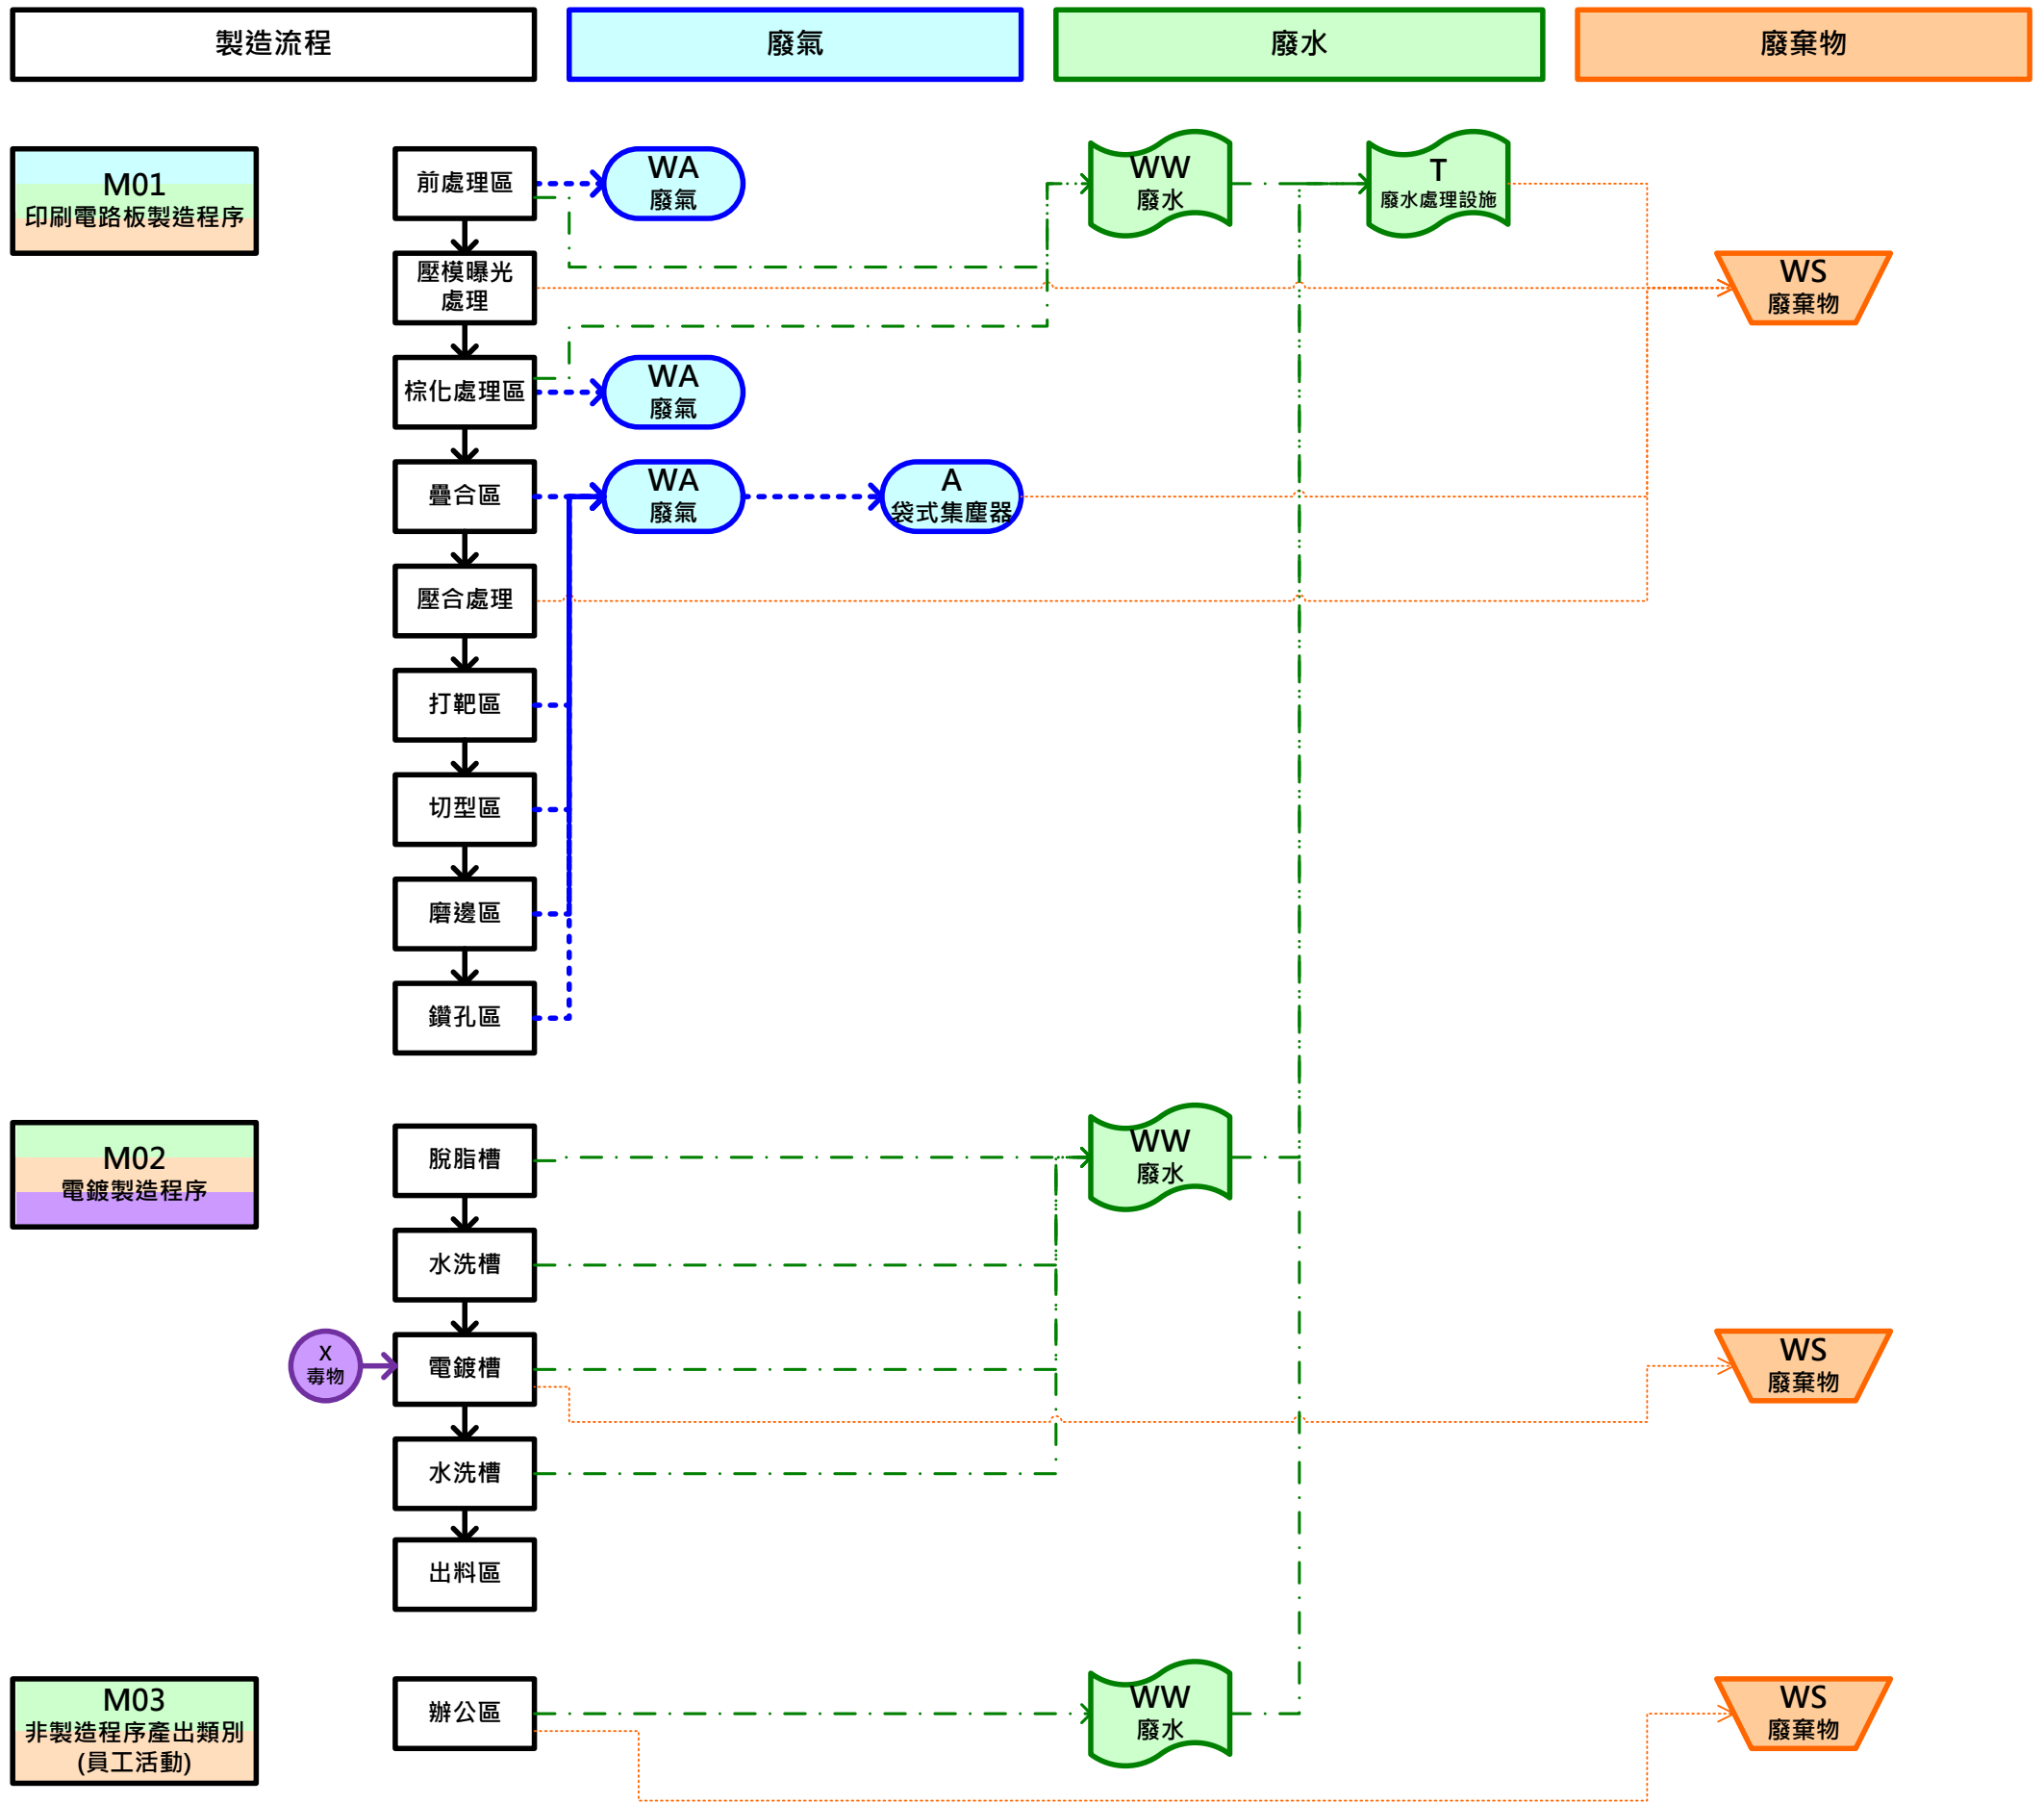 製造流程
廢氣
廢水
廢棄物
M01
印刷電路板製造程序
前處理區
WA
廢氣
WW
廢水
T
廢水處理設施
壓模曝光
處理
WS
廢棄物
棕化處理區
WA
廢氣
疊合區
WA
廢氣
A
袋式集塵器
壓合處理
打靶區
切型區
磨邊區
鑽孔區
M02
電鍍製造程序
脫脂槽
WW
廢水
水洗槽
X
毒物
電鍍槽
WS
廢棄物
水洗槽
出料區
M03
非製造程序產出類別
(員工活動)
辦公區
WW
廢水
WS
廢棄物